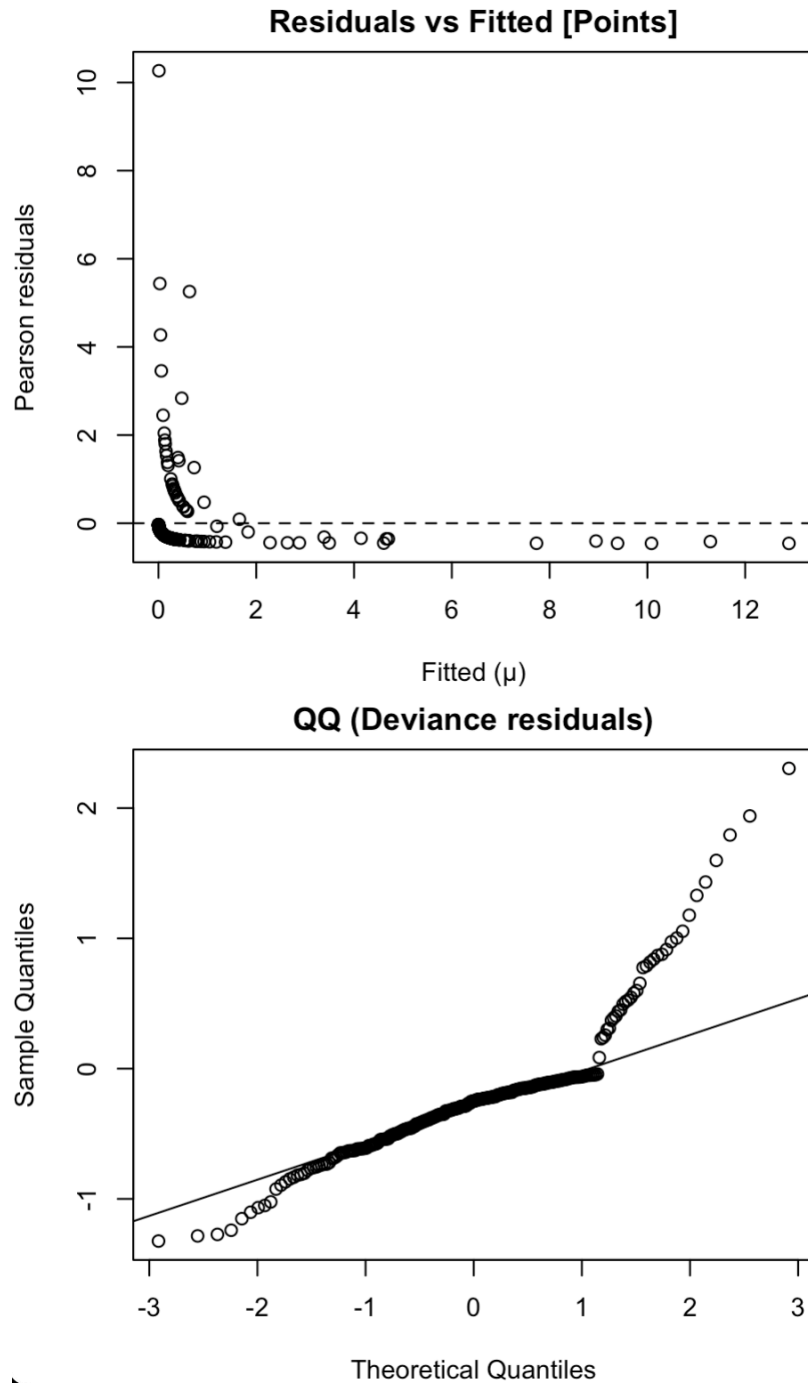 Residuals vs Fitted [Points]
10
8
6
4
2
0
Pearson residuals
0 2 4 6 8 10 12
Fitted (μ)
QQ (Deviance residuals)
2
1
0
-1
Sample Quantiles
-3 -2 -1 0 1 2 3
Theoretical Quantiles